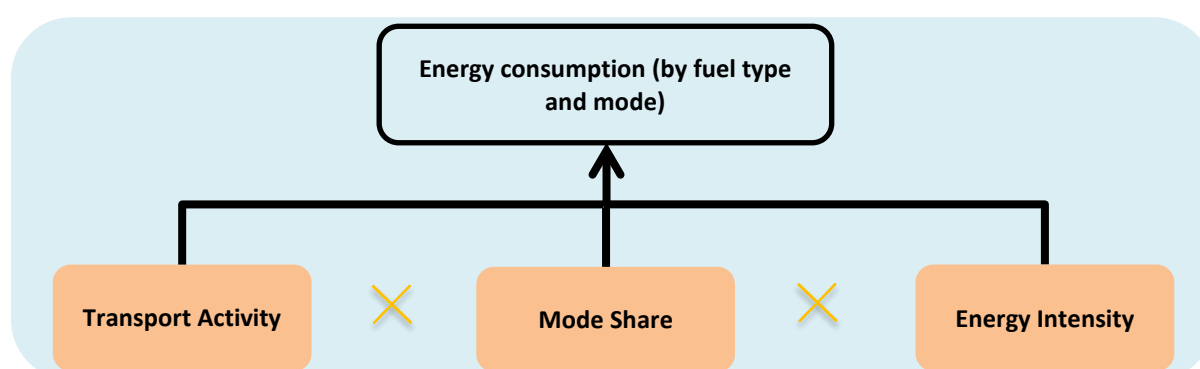 Energy consumption (by fuel type
and mode)
Transport Activity
Mode Share
Energy Intensity